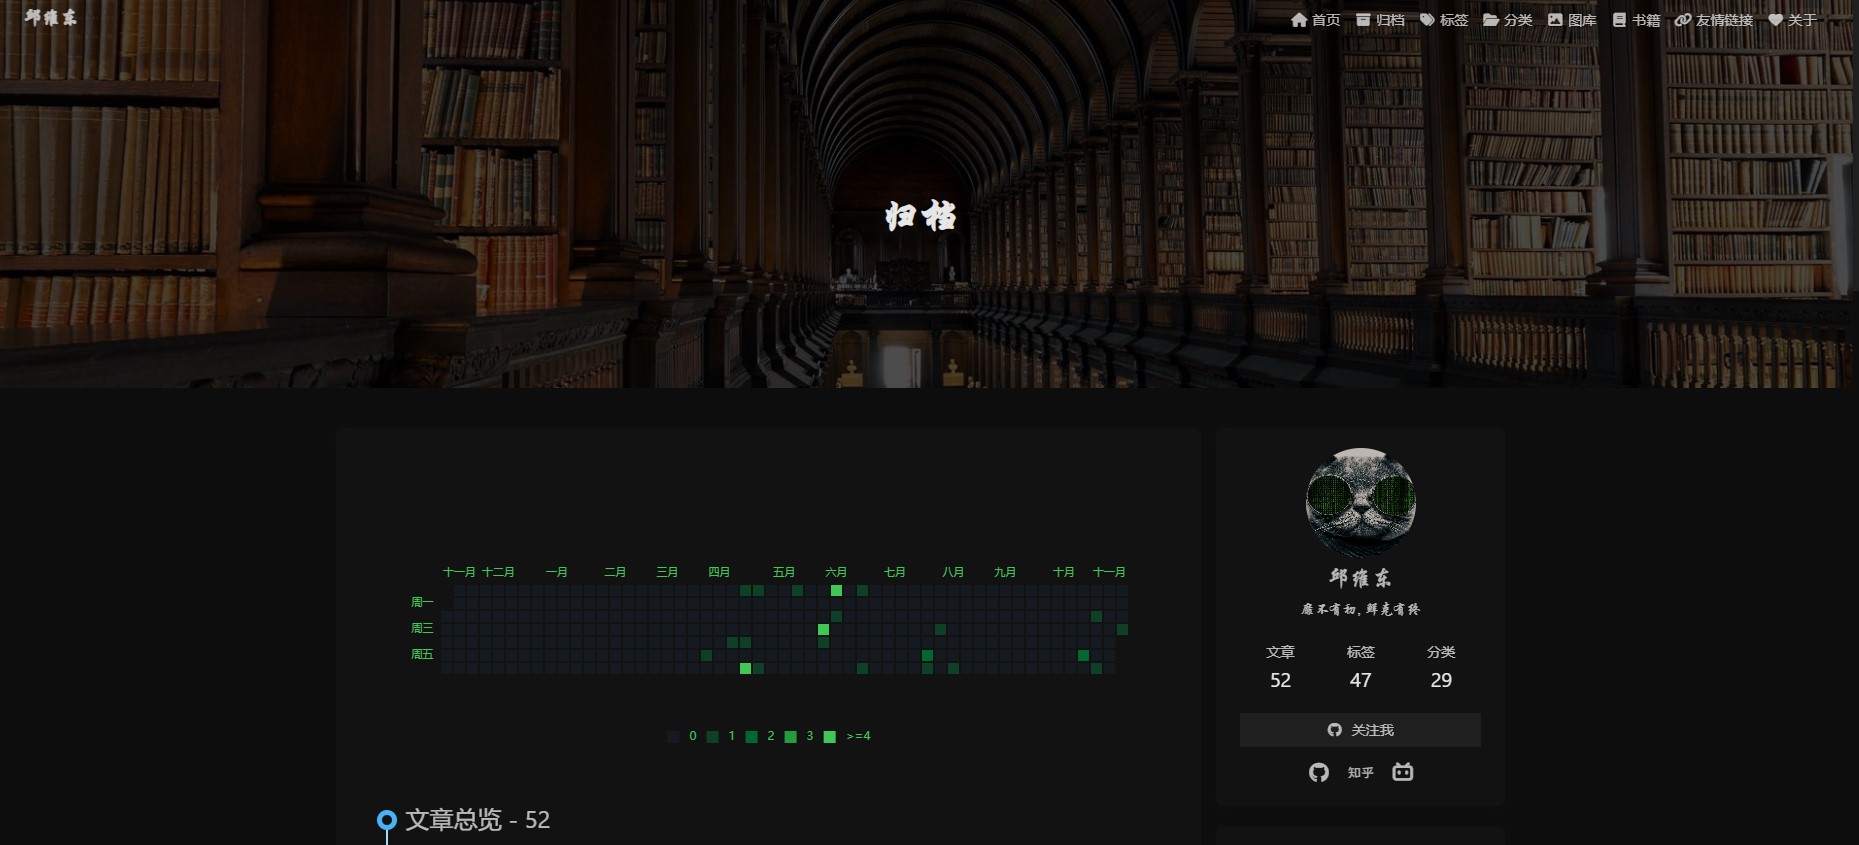 邱维东
首页 归档 标签 分类 图库 书籍 友情链接 关于
归档
十一月 十二月 一月 二月 三月 四月 五月 六月 七月 八月 九月 十月 十一月
周一
周三
周五
0 1 2 3 >=4
文章总览 - 52
邱维东
靡不有初, 鲜克有终
文章 标签 分类
52 47 29
关注我
知乎